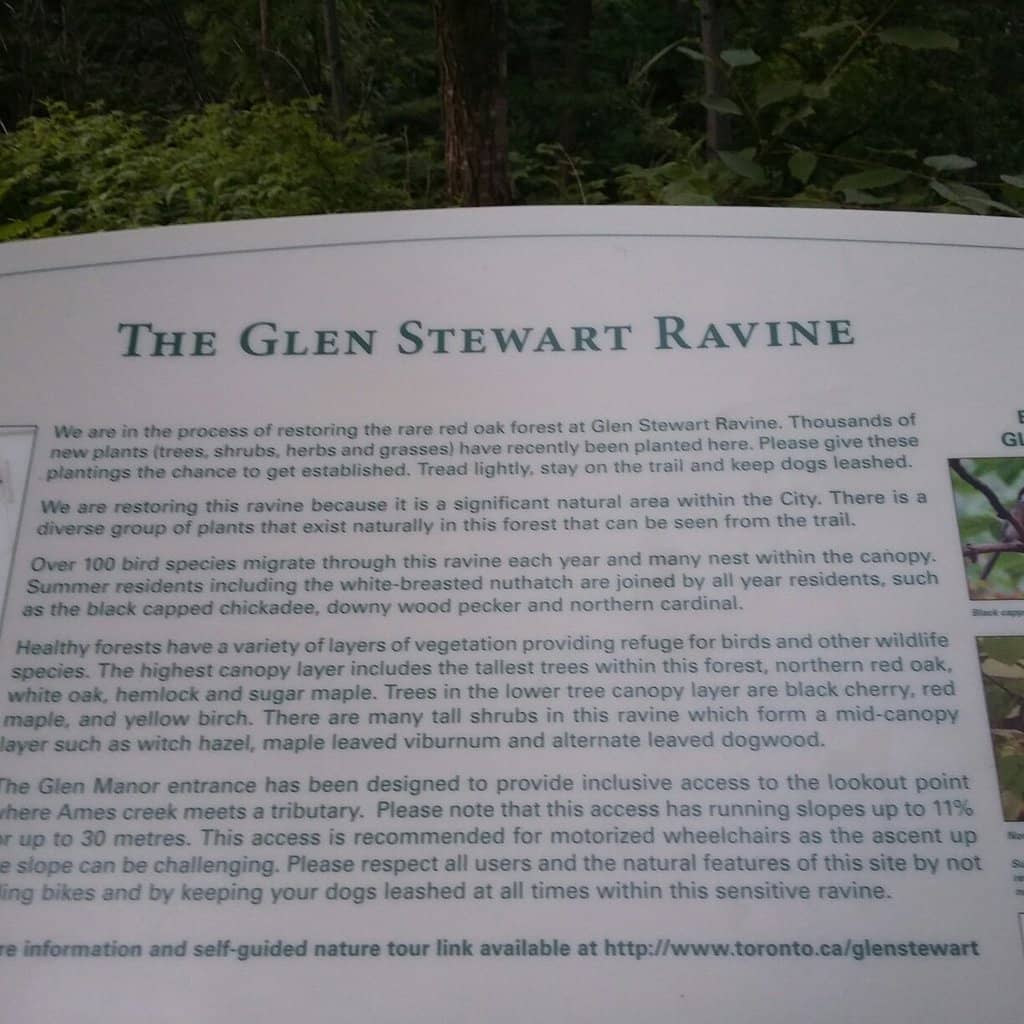 THE GLEN STEWART RAVINE
We are in the process of restoring the rare red oak forest at Glen Stewart Ravine. Thousands of
new plants (trees, shrubs, herbs and grasses) have recently been planted here. Please give these
plantings the chance to get established. Tread lightly, stay on the trail and keep dogs leashed.
We are restoring this ravine because it is a significant natural area within the City. There is a
diverse group of plants that exist naturally in this forest that can be seen from the trail.
Over 100 bird species migrate through this ravine each year and many nest within the canopy.
Summer residents including the white-breasted nuthatch are joined by all year residents, such
as the black capped chickadee, downy wood pecker and northern cardinal.
Healthy forests have a variety of layers of vegetation providing refuge for birds and other wildlife
species. The highest canopy layer includes the tallest trees within this forest, northern red oak,
white oak, hemlock and sugar maple. Trees in the lower tree canopy layer are black cherry, red
maple, and yellow birch. There are many tall shrubs in this ravine which form a mid-canopy
layer such as witch hazel, maple leaved viburnum and alternate leaved dogwood.
The Glen Manor entrance has been designed to provide inclusive access to the lookout point
where Ames creek meets a tributary. Please note that this access has running slopes up to 11%
or up to 30 metres. This access is recommended for motorized wheelchairs as the ascent up
e slope can be challenging. Please respect all users and the natural features of this site by not
ling bikes and by keeping your dogs leashed at all times within this sensitive ravine.
re information and self-guided nature tour link available at http://www.toronto.ca/glenstewart
GL
Black capp